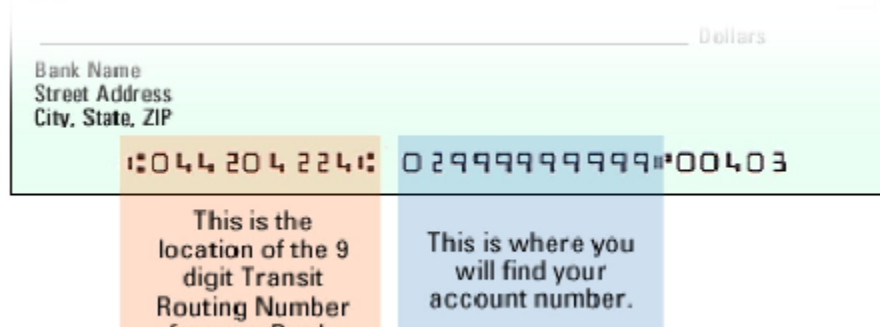 Dollars
Bank Name
Street Address
City, State, ZIP
⑆044204224⑆ 02999999999⑈00403
This is the
location of the 9
digit Transit
Routing Number
This is where you
will find your
account number.